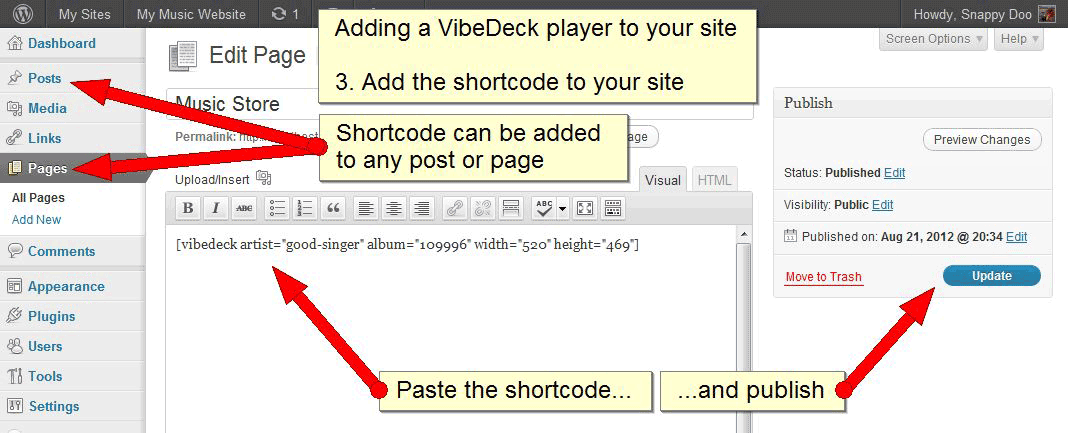 My Sites
My Music Website
1
Howdy, Snappy Doo
Screen Options
Help
Dashboard
Posts
Media
Links
Pages
All Pages
Add New
Comments
Appearance
Plugins
Users
Tools
Settings
Edit Page
Adding a VibeDeck player to your site
3. Add the shortcode to your site
Music Store
Permalink:
Shortcode can be added
to any post or page
Upload/Insert
Visual
HTML
B I ABC
ABC
[vibedeck artist="good-singer" album="109996" width="520" height="469"]
Paste the shortcode...
...and publish
Publish
Preview Changes
Status: Published Edit
Visibility: Public Edit
Published on: Aug 21, 2012 @ 20:34 Edit
Move to Trash
Update